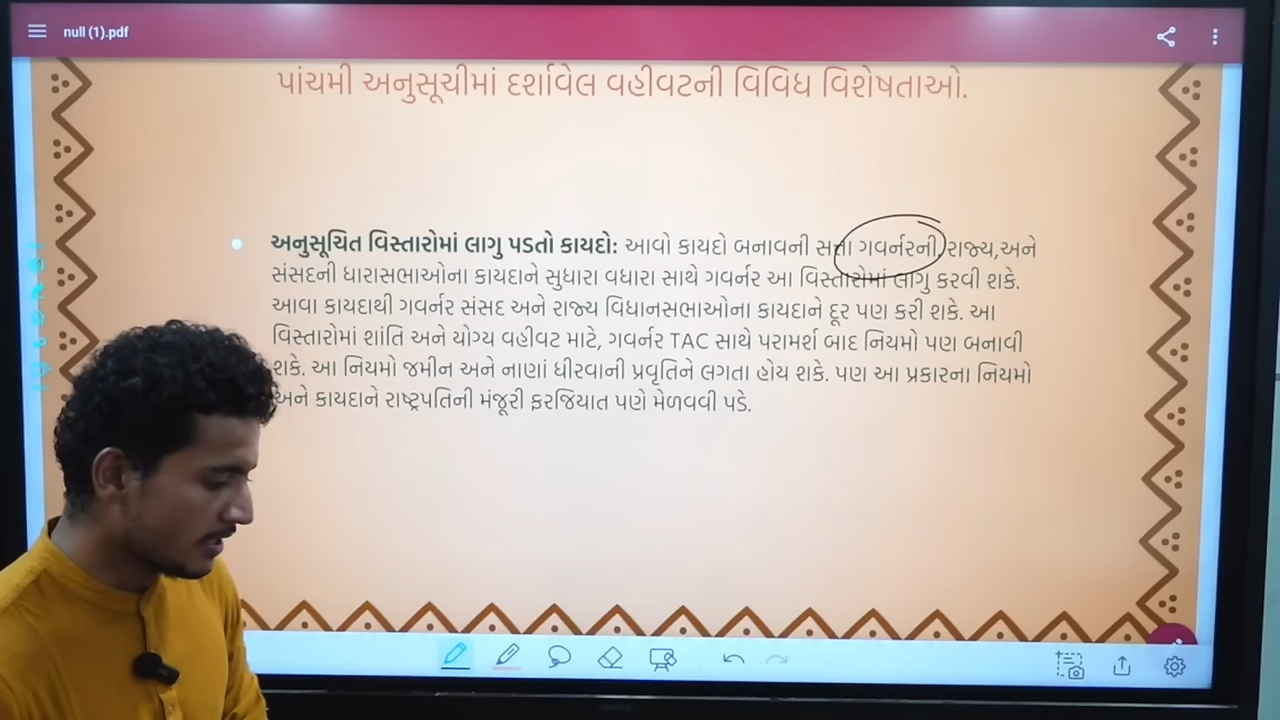 null (1).pdf
પાંચમી અનુસૂચીમાં દર્શાવેલ વહીવટની વિવિધ વિશેષતાઓ.
અનુસૂચિત વિસ્તારોમાં લાગુ પડતો કાયદો: આવો કાયદો બનાવની સત્તા ગવર્નરની, રાજ્ય,અને
સંસદની ધારાસભાઓના કાયદાને સુધારા વધારા સાથે ગવર્નર આ વિસ્તારોમાં લાગુ કરવી શકે.
આવા કાયદાથી ગવર્નર સંસદ અને રાજ્ય વિધાનસભાઓના કાયદાને દૂર પણ કરી શકે. આ
વિસ્તારોમાં શાંતિ અને યોગ્ય વહીવટ માટે, ગવર્નર TAC સાથે પરામર્શ બાદ નિયમો પણ બનાવી
શકે. આ નિયમો જમીન અને નાણાં ધીરવાની પ્રવૃતિને લગતા હોય શકે. પણ આ પ્રકારના નિયમો
અને કાયદાને રાષ્ટ્રપતિની મંજૂરી ફરજિયાત પણે મેળવવી પડે.